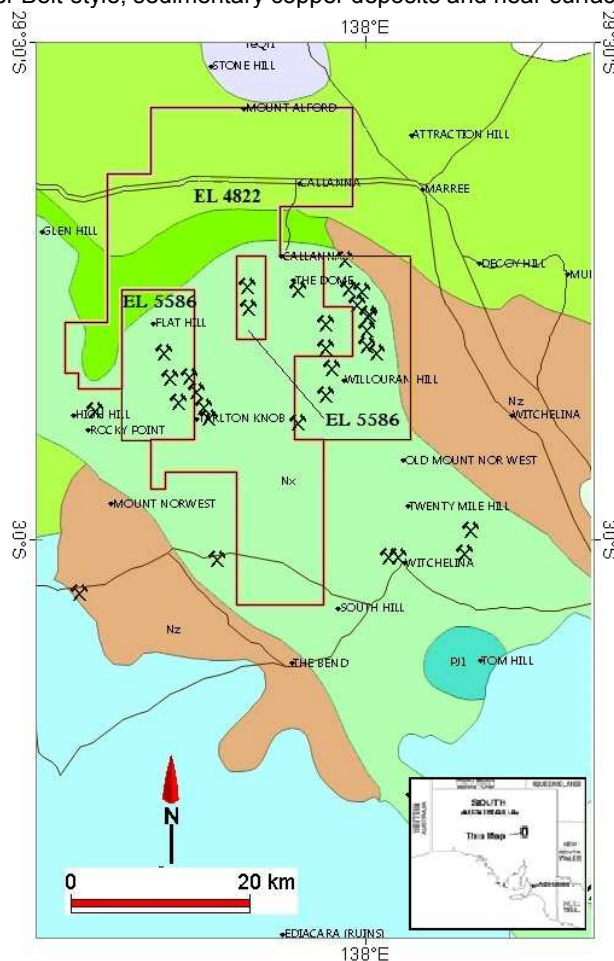 Belt style, sedimentary copper deposits and near surfa
138°E
29°30'S
29°30'S
STONE HILL
MOUNT ALFORD
ATTRACTION HILL
CALLANNA
MARREE
EL 4822
GLEN HILL
CALLANNA
DECOY HILL
THE DOME
MUI
EL 5586
FLAT HILL
WILLOURAN HILL
Nz
HIGH HILL
TARLTON KNOB
EL 5586
WITCHELINA
ROCKY POINT
OLD MOUNT NOR WEST
Nx
MOUNT NORWEST
TWENTY MILE HILL
30°S
30°S
WITCHELINA
SOUTH HILL
Nz
THE BEND
PJ1
TOM HILL
N
SOUTH
AUSTRALIA
This Map
0
20 km
EDIACARA (RUINS)
138°E